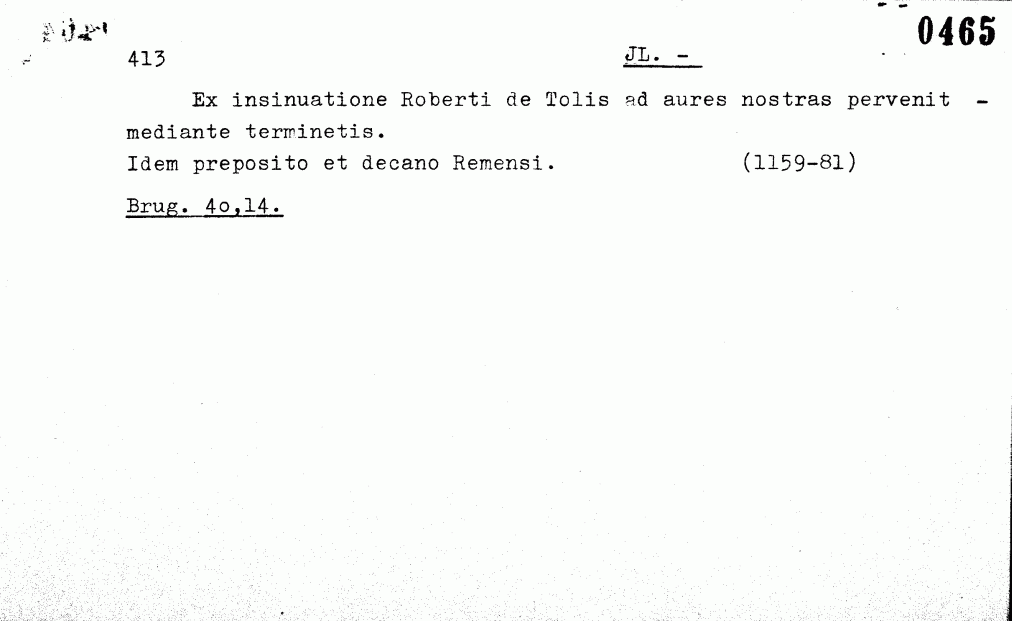 0465
413 JL. -
Ex insinuatione Roberti de Tolis ad aures nostras pervenit -
mediante terminetis.
Idem preposito et decano Remensi. (1159-81)
Brug. 4o,14.